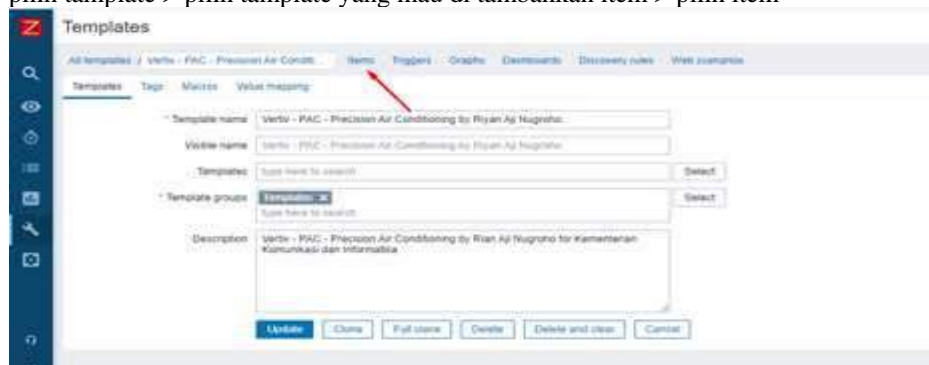 pilih template > pilih template yang mau di tambahkan item > pilih item
Z Templates
All templates / Vertiv - PAC - Precision Air Conditi... Items Triggers Graphs Dashboards Discovery rules Web scenarios
Templates Tags Macros Value mapping
* Template name Vertiv - PAC - Precision Air Conditioning by Riyan Aji Nugroho
Visible name Vertiv - PAC - Precision Air Conditioning by Riyan Aji Nugroho
Templates type here to search Select
* Template groups Templates × Select
type here to search
Description Vertiv - PAC - Precision Air Conditioning by Rian Aji Nugroho for Kementerian
Komunikasi dan Informatika
Update Clone Full clone Delete Delete and clear Cancel